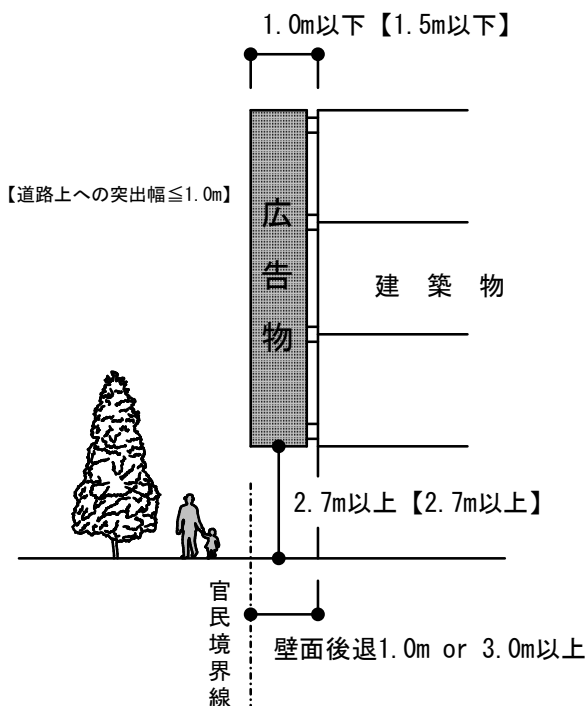 1.0m以下【1.5m以下】
【道路上への突出幅≦1.0m】
広告物
建築物
2.7m以上【2.7m以上】
官民境界線
壁面後退1.0m or 3.0m以上